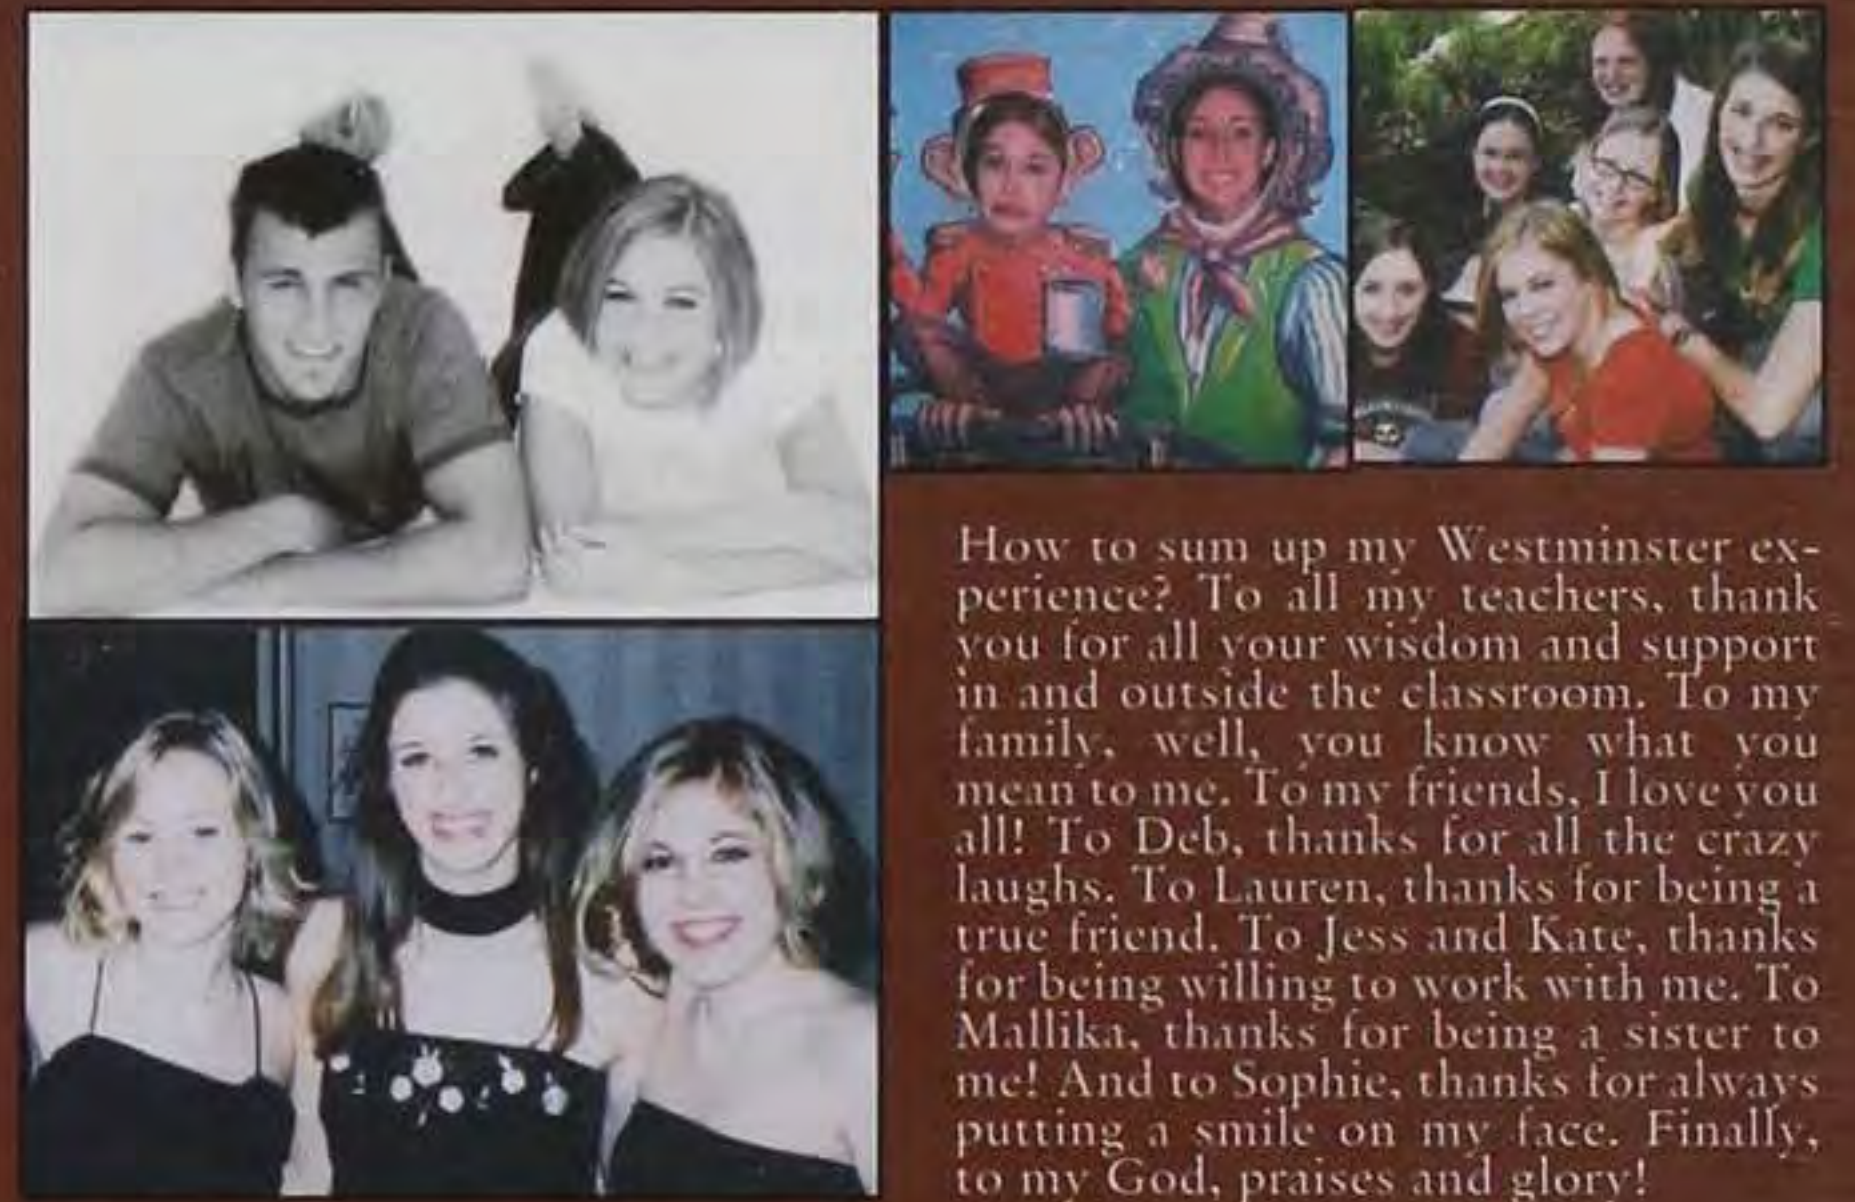 How to sum up my Westminster ex-
perience? To all my teachers, thank
you for all your wisdom and support
in and outside the classroom. To my
family, well, you know what you
mean to me. To my friends, I love you
all! To Deb, thanks for all the crazy
laughs. To Lauren, thanks for being a
true friend. To Jess and Kate, thanks
for being willing to work with me. To
Mallika, thanks for being a sister to
me! And to Sophie, thanks for always
putting a smile on my face. Finally,
to my God, praises and glory!